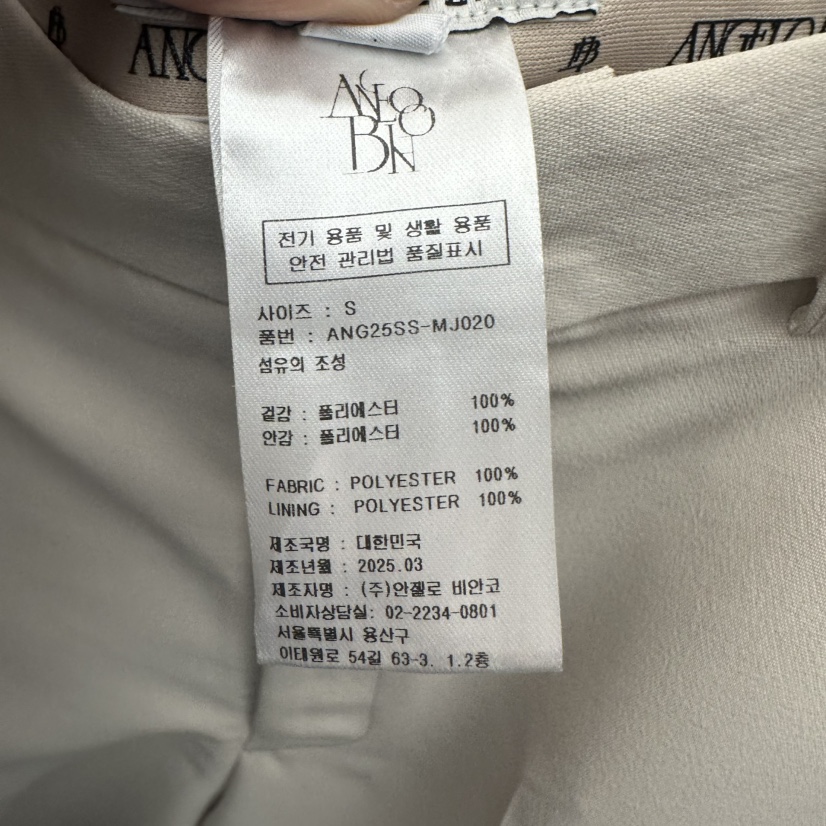 ANGELO
BIN
전기 용품 및 생활 용품
안전 관리법 품질표시
사이즈 : S
품번 : ANG25SS-MJ020
섬유의 조성
겉감 : 폴리에스터 100%
안감 : 폴리에스터 100%
FABRIC : POLYESTER 100%
LINING : POLYESTER 100%
제조국명 : 대한민국
제조년월 : 2025.03
제조자명 : (주)안젤로 비안코
소비자상담실: 02-2234-0801
서울특별시 용산구
이태원로 54길 63-3. 1.2층